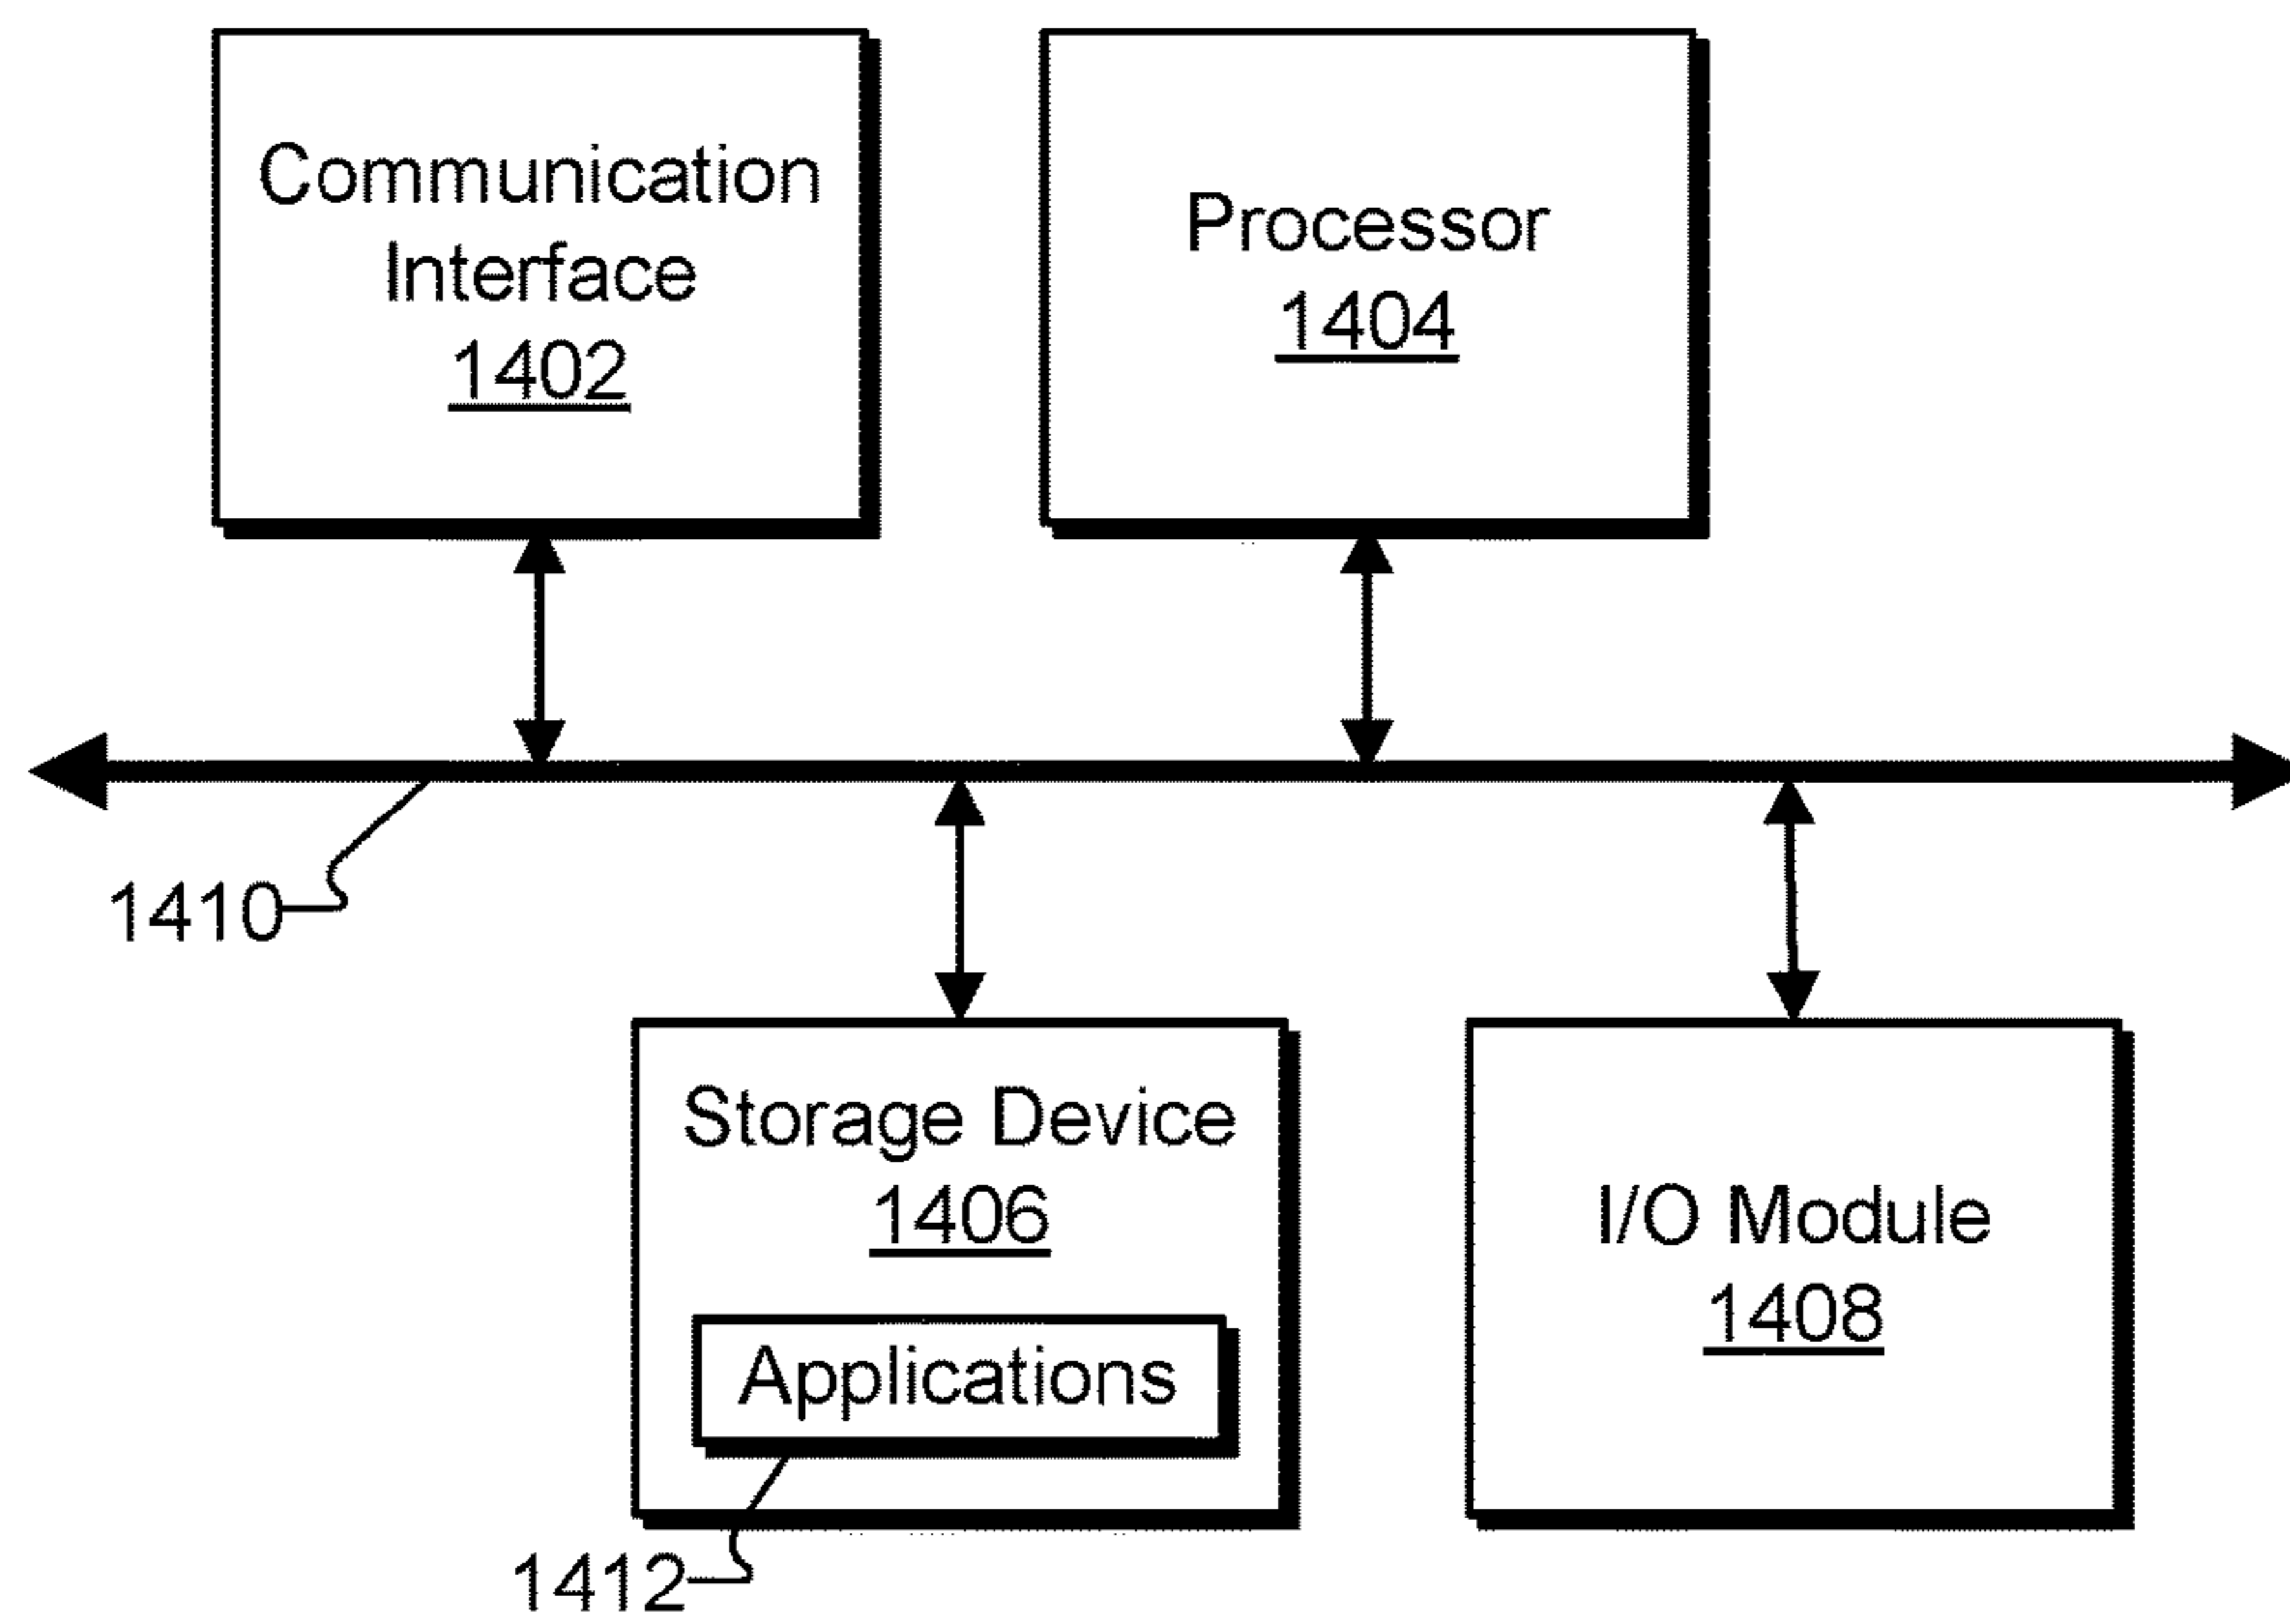 Communication
Interface
1402
Processor
1404
1410
Storage Device
1406
Applications
1412
I/O Module
1408